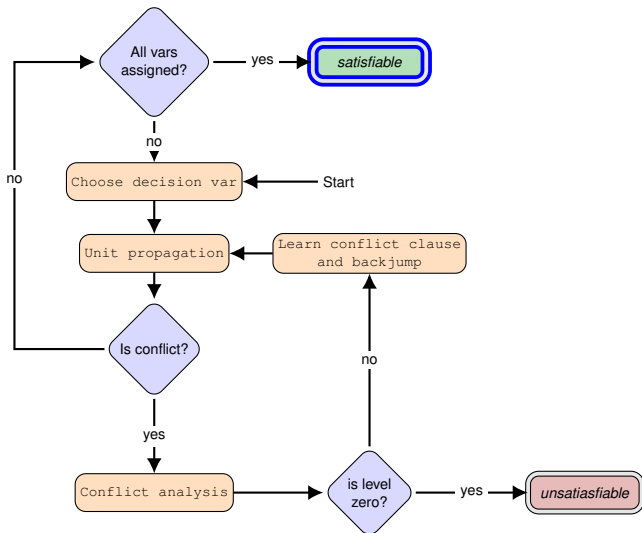 All vars
assigned?
yes
satisfiable
no
no
Choose decision var
Start
Unit propagation
Learn conflict clause
and backjump
Is conflict?
no
yes
Conflict analysis
is level
zero?
yes
unsatiasfiable